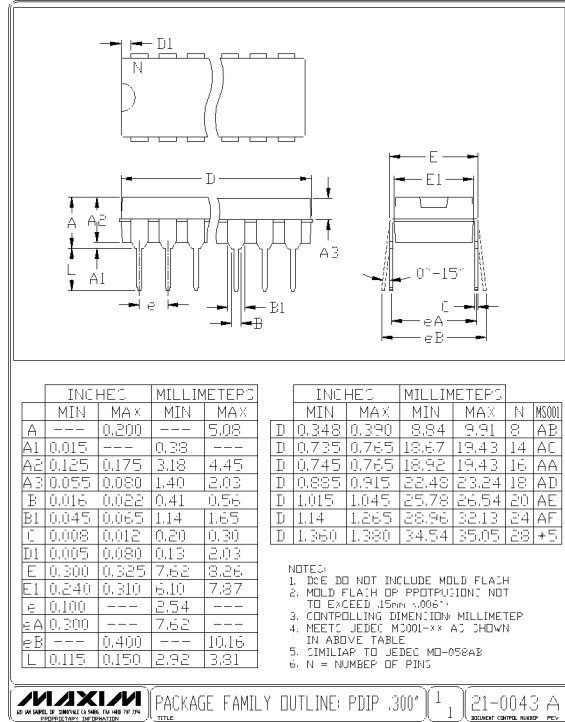 D1
N
D
A
A2
A3
L
A1
e
B1
B
E
E1
0°-15°
C
eA
eB
INCHES MILLIMETERS
MIN MAX MIN MAX
A --- 0.200 --- 5.08
A1 0.015 --- 0.38 ---
A2 0.125 0.175 3.18 4.45
A3 0.055 0.080 1.40 2.03
B 0.016 0.022 0.41 0.56
B1 0.045 0.065 1.14 1.65
C 0.008 0.012 0.20 0.30
D1 0.005 0.080 0.13 2.03
E 0.300 0.325 7.62 8.26
E1 0.240 0.310 6.10 7.87
e 0.100 --- 2.54 ---
eA 0.300 --- 7.62 ---
eB --- 0.400 --- 10.16
L 0.115 0.150 2.92 3.81
INCHES MILLIMETERS
MIN MAX MIN MAX N MS001
D 0.348 0.390 8.84 9.91 8 AB
D 0.735 0.765 18.67 19.43 14 AC
D 0.745 0.765 18.92 19.43 16 AA
D 0.885 0.915 22.48 23.24 18 AD
D 1.015 1.045 25.78 26.54 20 AE
D 1.14 1.265 28.96 32.13 24 AF
D 1.360 1.380 34.54 35.05 28 *5
NOTES:
1. D&E DO NOT INCLUDE MOLD FLASH
2. MOLD FLASH OR PROTRUSIONS NOT
TO EXCEED .15mm (.006")
3. CONTROLLING DIMENSION: MILLIMETER
4. MEETS JEDEC MS001-XX AS SHOWN
IN ABOVE TABLE
5. SIMILIAR TO JEDEC MO-058AB
6. N = NUMBER OF PINS
MAXIM
PROPRIETARY INFORMATION
PACKAGE FAMILY OUTLINE: PDIP .300"
TITLE
1
1
21-0043 A
DOCUMENT CONTROL NUMBER REV